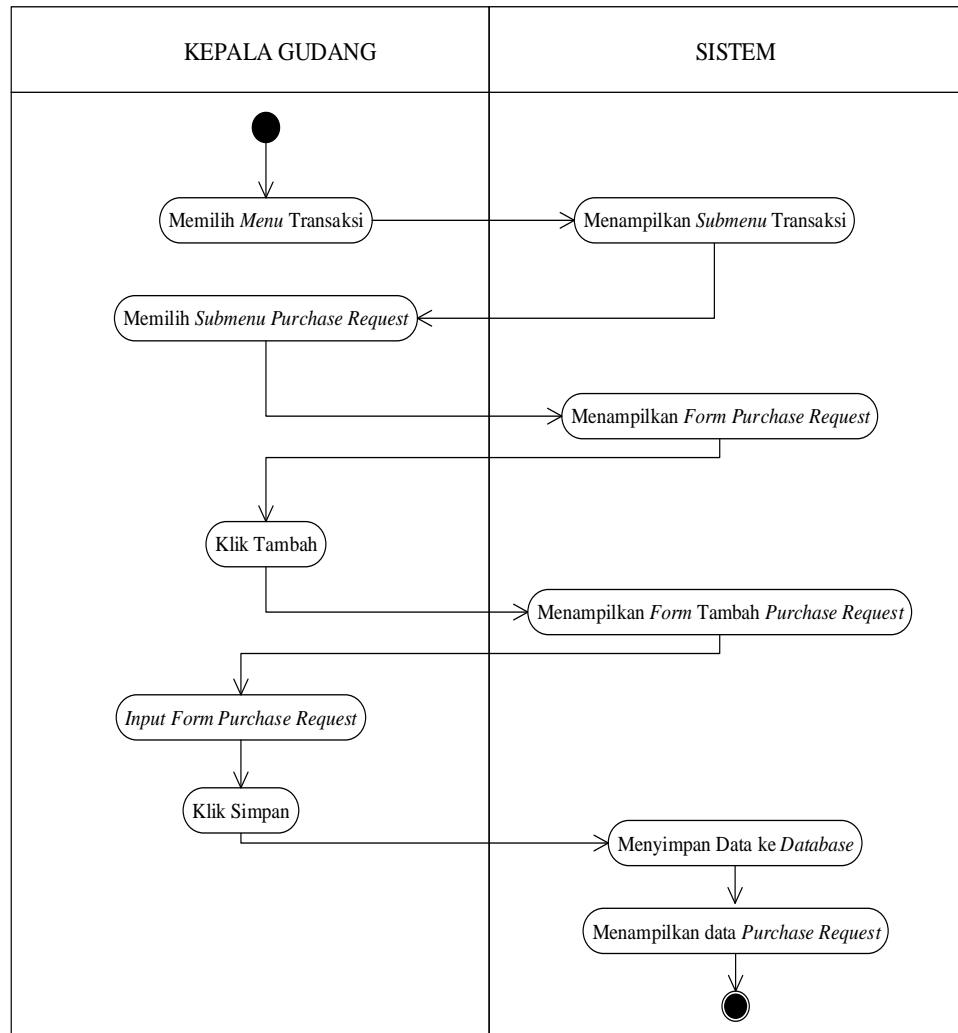 KEPALA GUDANG
SISTEM
Memilih Menu Transaksi
Menampilkan Submenu Transaksi
Memilih Submenu Purchase Request
Menampilkan Form Purchase Request
Klik Tambah
Menampilkan Form Tambah Purchase Request
Input Form Purchase Request
Klik Simpan
Menyimpan Data ke Database
Menampilkan data Purchase Request